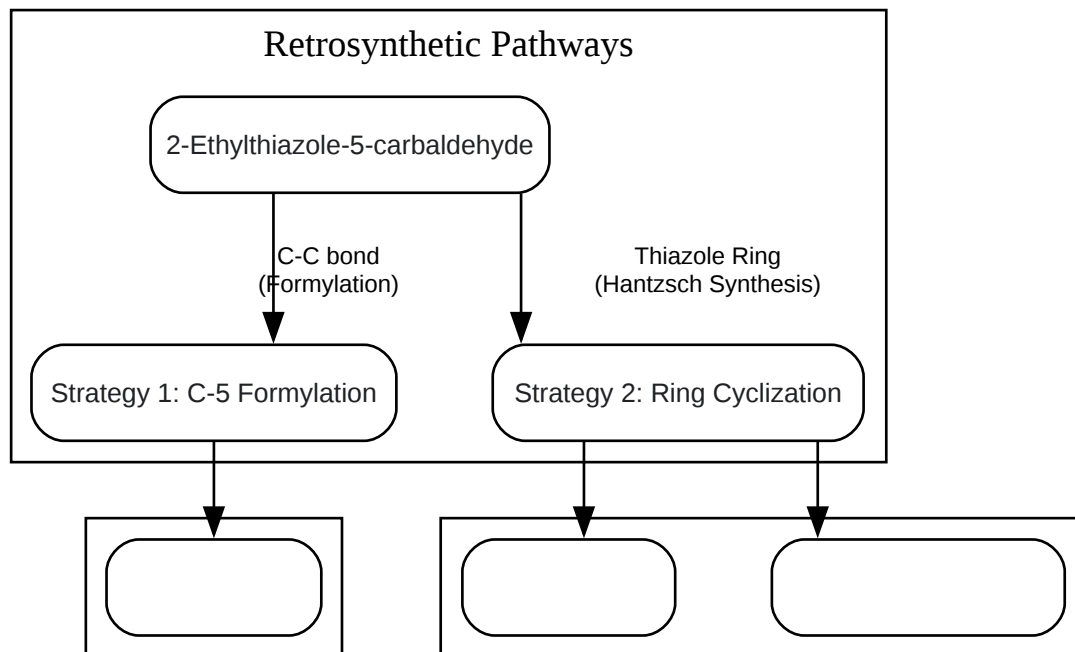 Retrosynthetic Pathways
2-Ethylthiazole-5-carbaldehyde
C-C bond
(Formylation)
Thiazole Ring
(Hantzsch Synthesis)
Strategy 1: C-5 Formylation
Strategy 2: Ring Cyclization